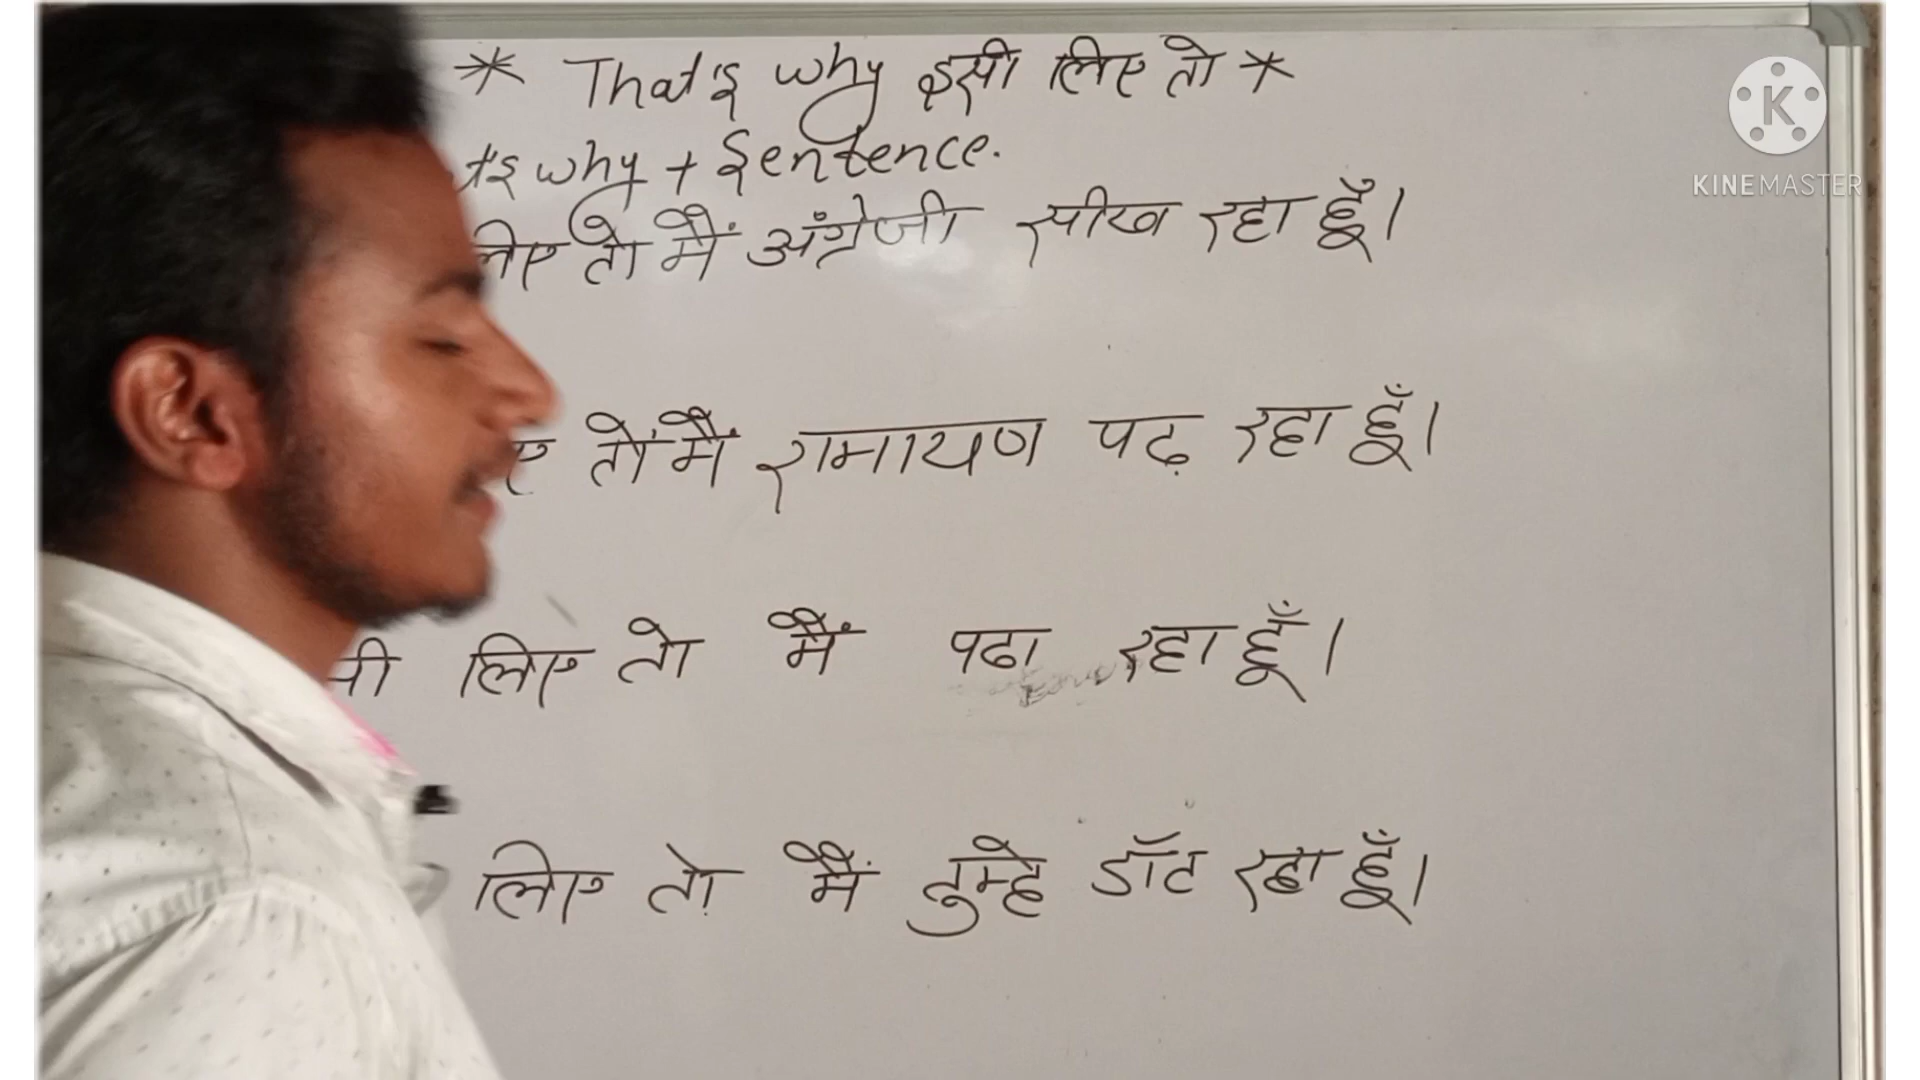 * That's why इसी लिए तो *
t's why + Sentence.
लिए तो मैं अंग्रेजी सीख रहा हूँ।
ए तों मैं रामायण पढ़ रहा हूँ।
सी लिए तो मैं पढा रहा हूँ।
लिए तो मैं तुम्हे डॉट रहा हूँ।
K
KINEMASTER